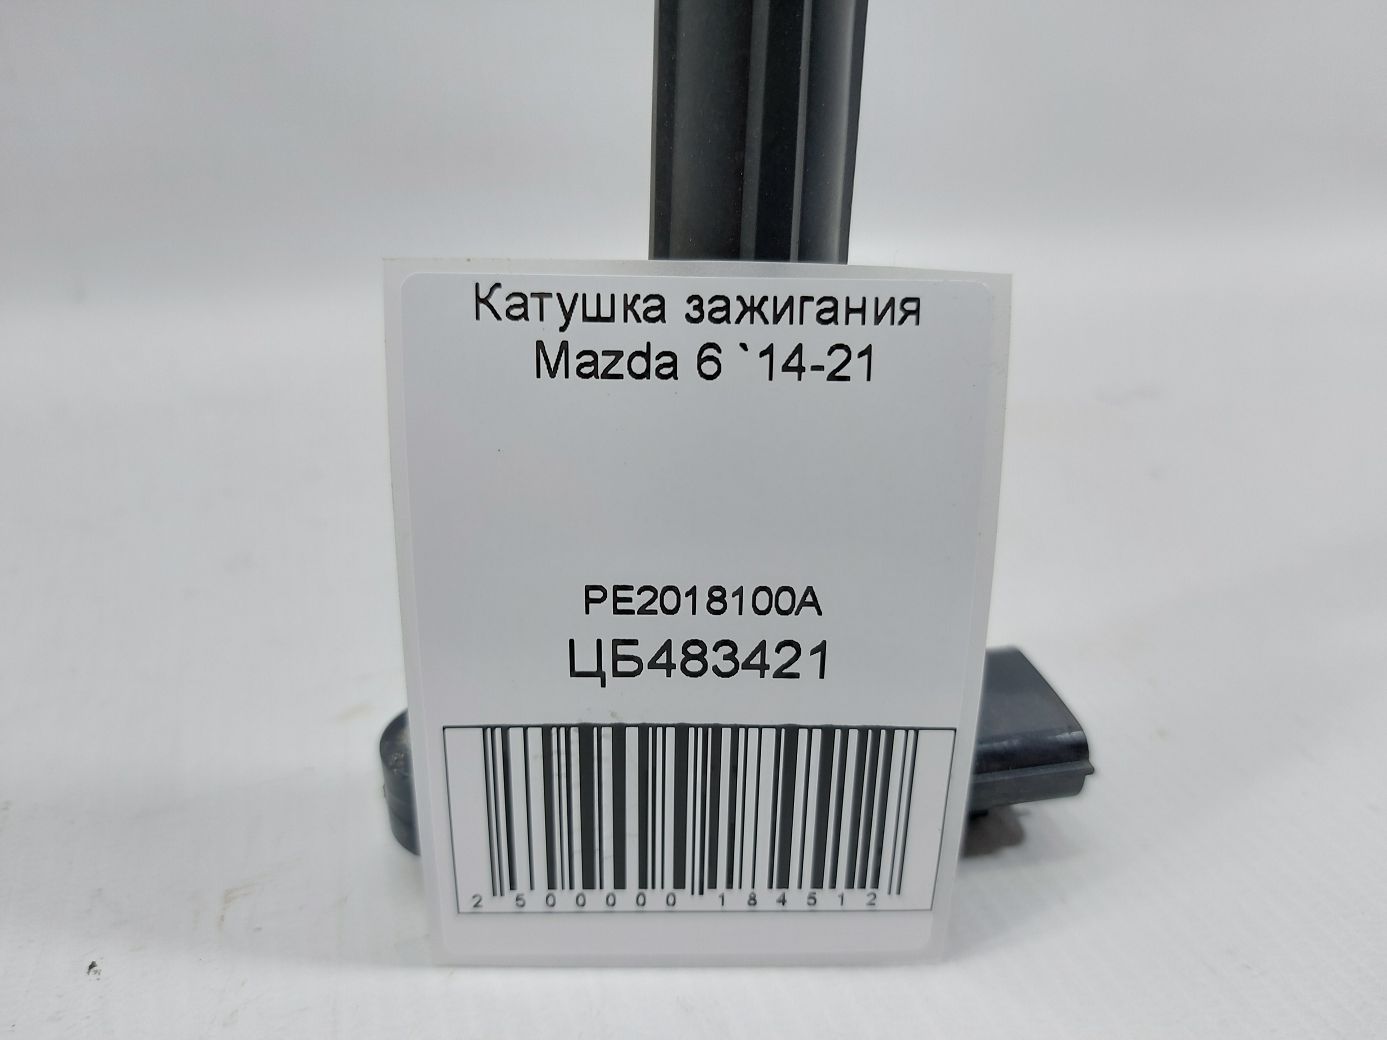 Катушка зажигания
Mazda 6 `14-21
PE2018100A
ЦБ483421
2 500000 184512